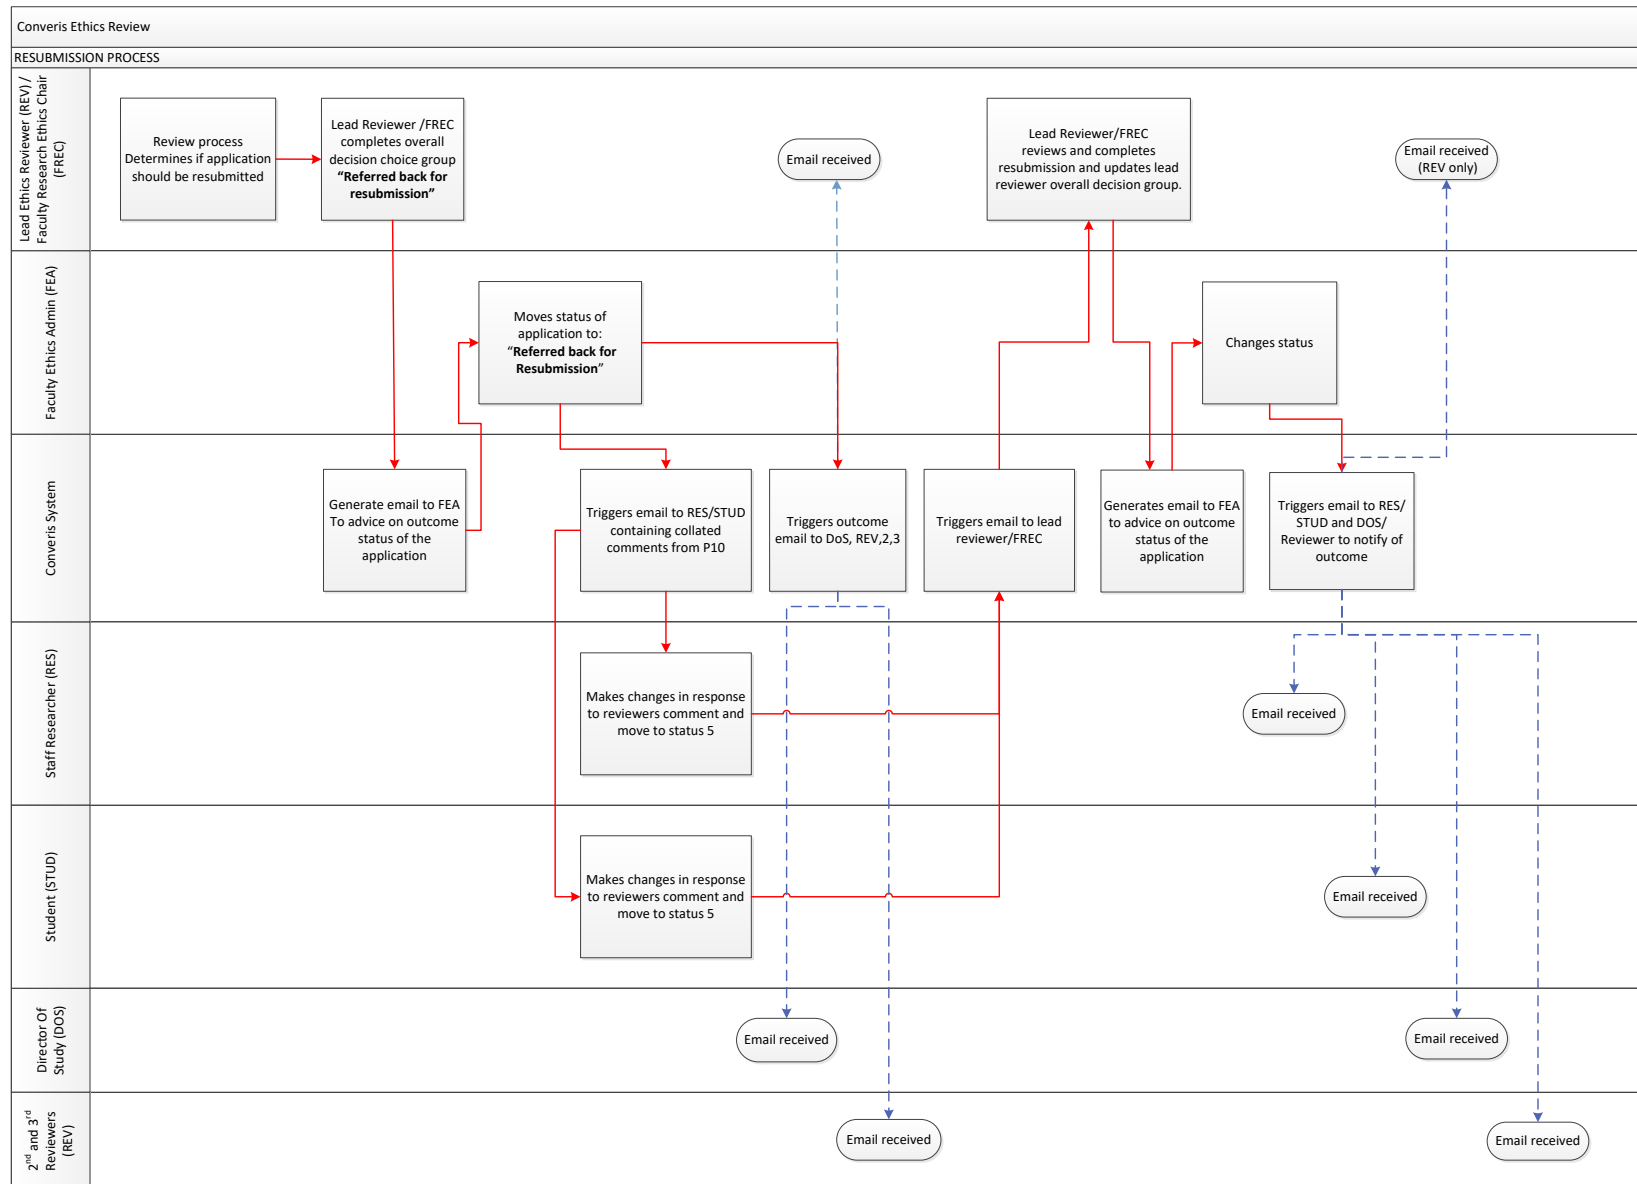 Converis Ethics Review
RESUBMISSION PROCESS
Lead Ethics Reviewer (REV) /
Faculty Research Ethics Chair
(FREC)
Review process
Determines if application
should be resubmitted
Lead Reviewer /FREC
completes overall
decision choice group
“Referred back for
resubmission”
Email received
Lead Reviewer/FREC
reviews and completes
resubmission and updates lead
reviewer overall decision group.
Email received
(REV only)
Faculty Ethics Admin (FEA)
Moves status of
application to:
“Referred back for
Resubmission”
Changes status
Converis System
Generate email to FEA
To advice on outcome
status of the
application
Triggers email to RES/STUD
containing collated
comments from P10
Triggers outcome
email to DoS, REV,2,3
Triggers email to lead
reviewer/FREC
Generates email to FEA
to advice on outcome
status of the
application
Triggers email to RES/
STUD and DOS/
Reviewer to notify of
outcome
Staff Researcher (RES)
Makes changes in response
to reviewers comment and
move to status 5
Email received
Student (STUD)
Makes changes in response
to reviewers comment and
move to status 5
Email received
Director Of
Study (DOS)
Email received
Email received
2nd and 3rd
Reviewers
(REV)
Email received
Email received